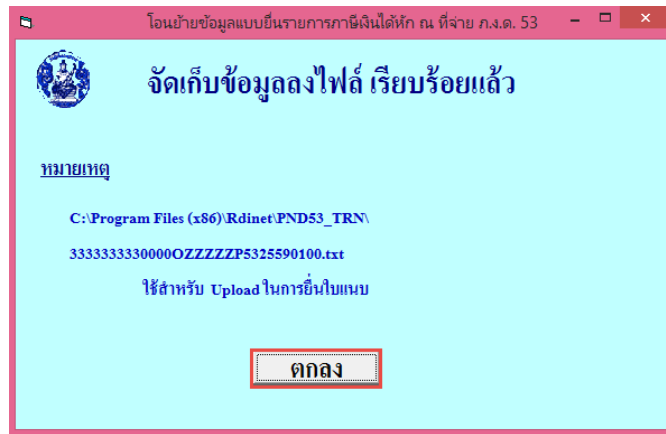 โอนย้ายข้อมูลแบบยื่นรายการภาษีเงินได้หัก ณ ที่จ่าย ภ.ง.ด. 53
จัดเก็บข้อมูลลงไฟล์ เรียบร้อยแล้ว
หมายเหตุ
C:\Program Files (x86)\Rdinet\PND53_TRN\
3333333330000OZZZZZP5325590100.txt
ใช้สำหรับ Upload ในการยื่นใบแนบ
ตกลง